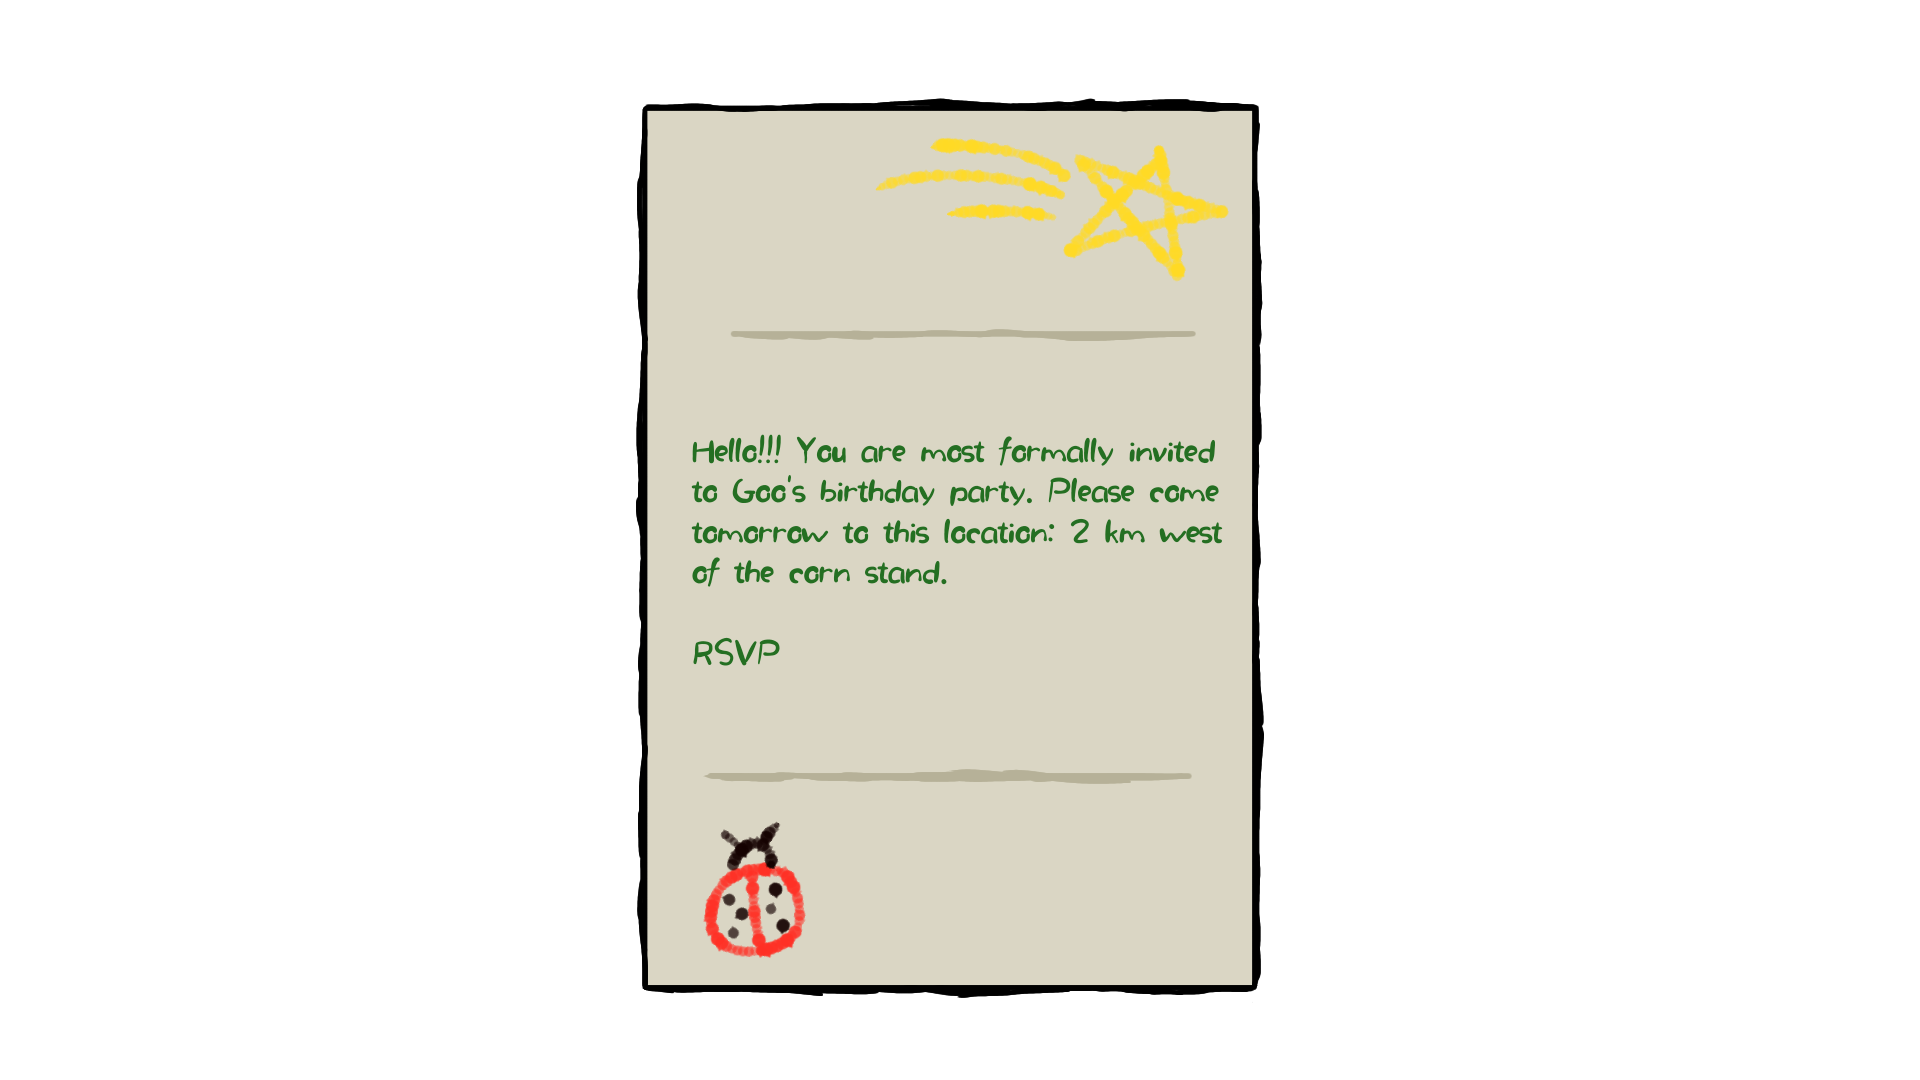 Hello!!! You are most formally invited
to Goo's birthday party. Please come
tomorrow to this location: 2 km west
of the corn stand.
RSVP